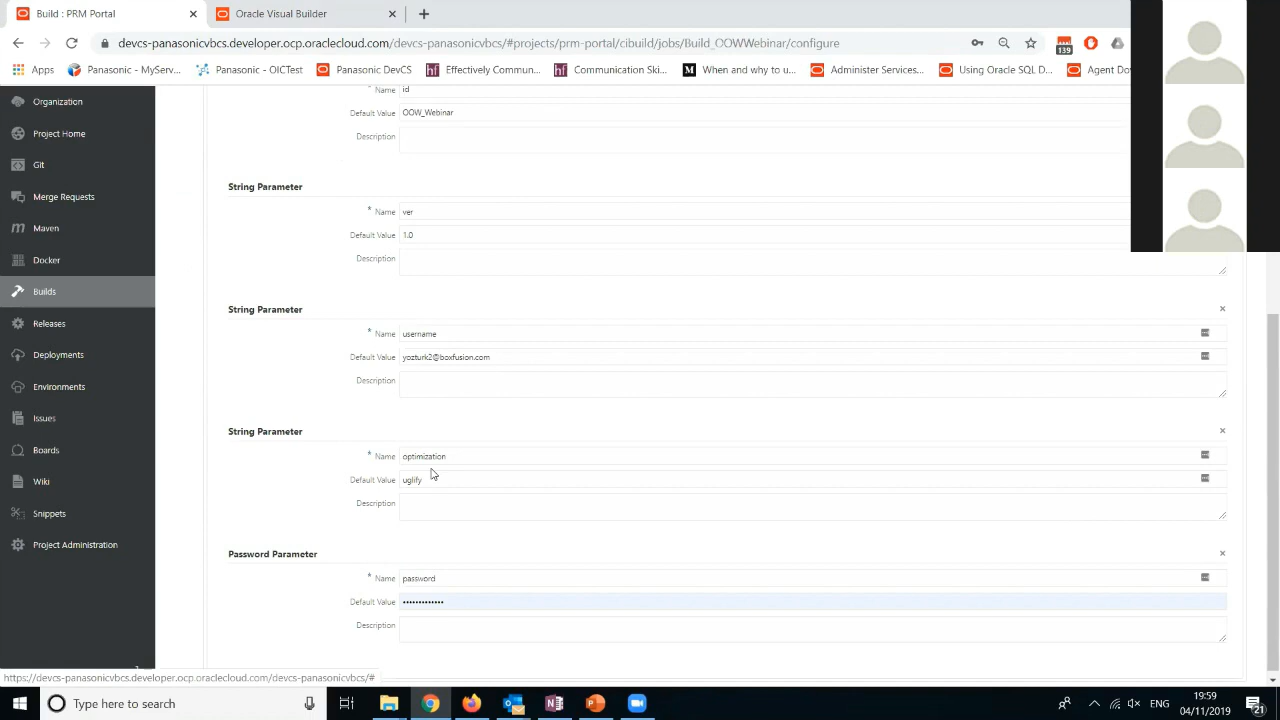 Build : PRM Portal
Oracle Visual Builder
devcs-panasonicvbcs.developer.ocp.oraclecloud.com/devcs-panasonicvbcs/#projects/prm-portal/cibuild/jobs/Build_OOWWebinar/configure
139
Apps
Panasonic - MyServ...
Panasonic - OICTest
Panasonic DevCS
Effectively Commun...
Communication Ski...
When and why to u...
Administer Services...
Using Oracle SQL D...
Agent Do
Organization
Project Home
Git
Merge Requests
Maven
Docker
Builds
Releases
Deployments
Environments
Issues
Boards
Wiki
Snippets
Project Administration
* Name id
Default Value OOW_Webinar
Description
String Parameter
* Name ver
Default Value 1.0
Description
String Parameter
* Name username
Default Value yozturk2@boxfusion.com
Description
String Parameter
* Name optimization
Default Value uglify
Description
Password Parameter
* Name password
Default Value •••••••••••••
Description
https://devcs-panasonicvbcs.developer.ocp.oraclecloud.com/devcs-panasonicvbcs/#
Type here to search
ENG
19:59
04/11/2019
21